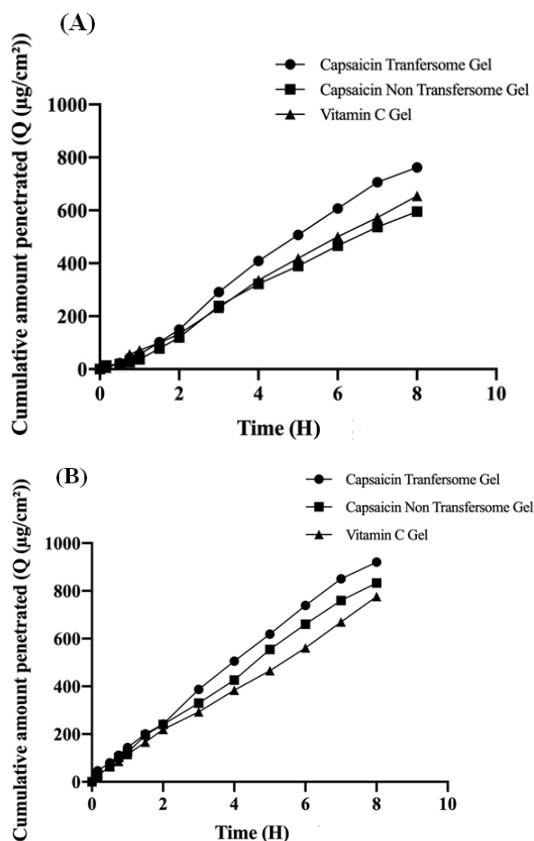 (A)
Capsaicin Tranfersome Gel
Capsaicin Non Transfersome Gel
Vitamin C Gel
Cumulative amount penetrated (Q (µg/cm²))
1000
800
600
400
200
0
0 2 4 6 8 10
Time (H)
(B)
Capsaicin Tranfersome Gel
Capsaicin Non Transfersome Gel
Vitamin C Gel
Cumulative amount penetrated (Q (µg/cm²))
1000
800
600
400
200
0
0 2 4 6 8 10
Time (H)